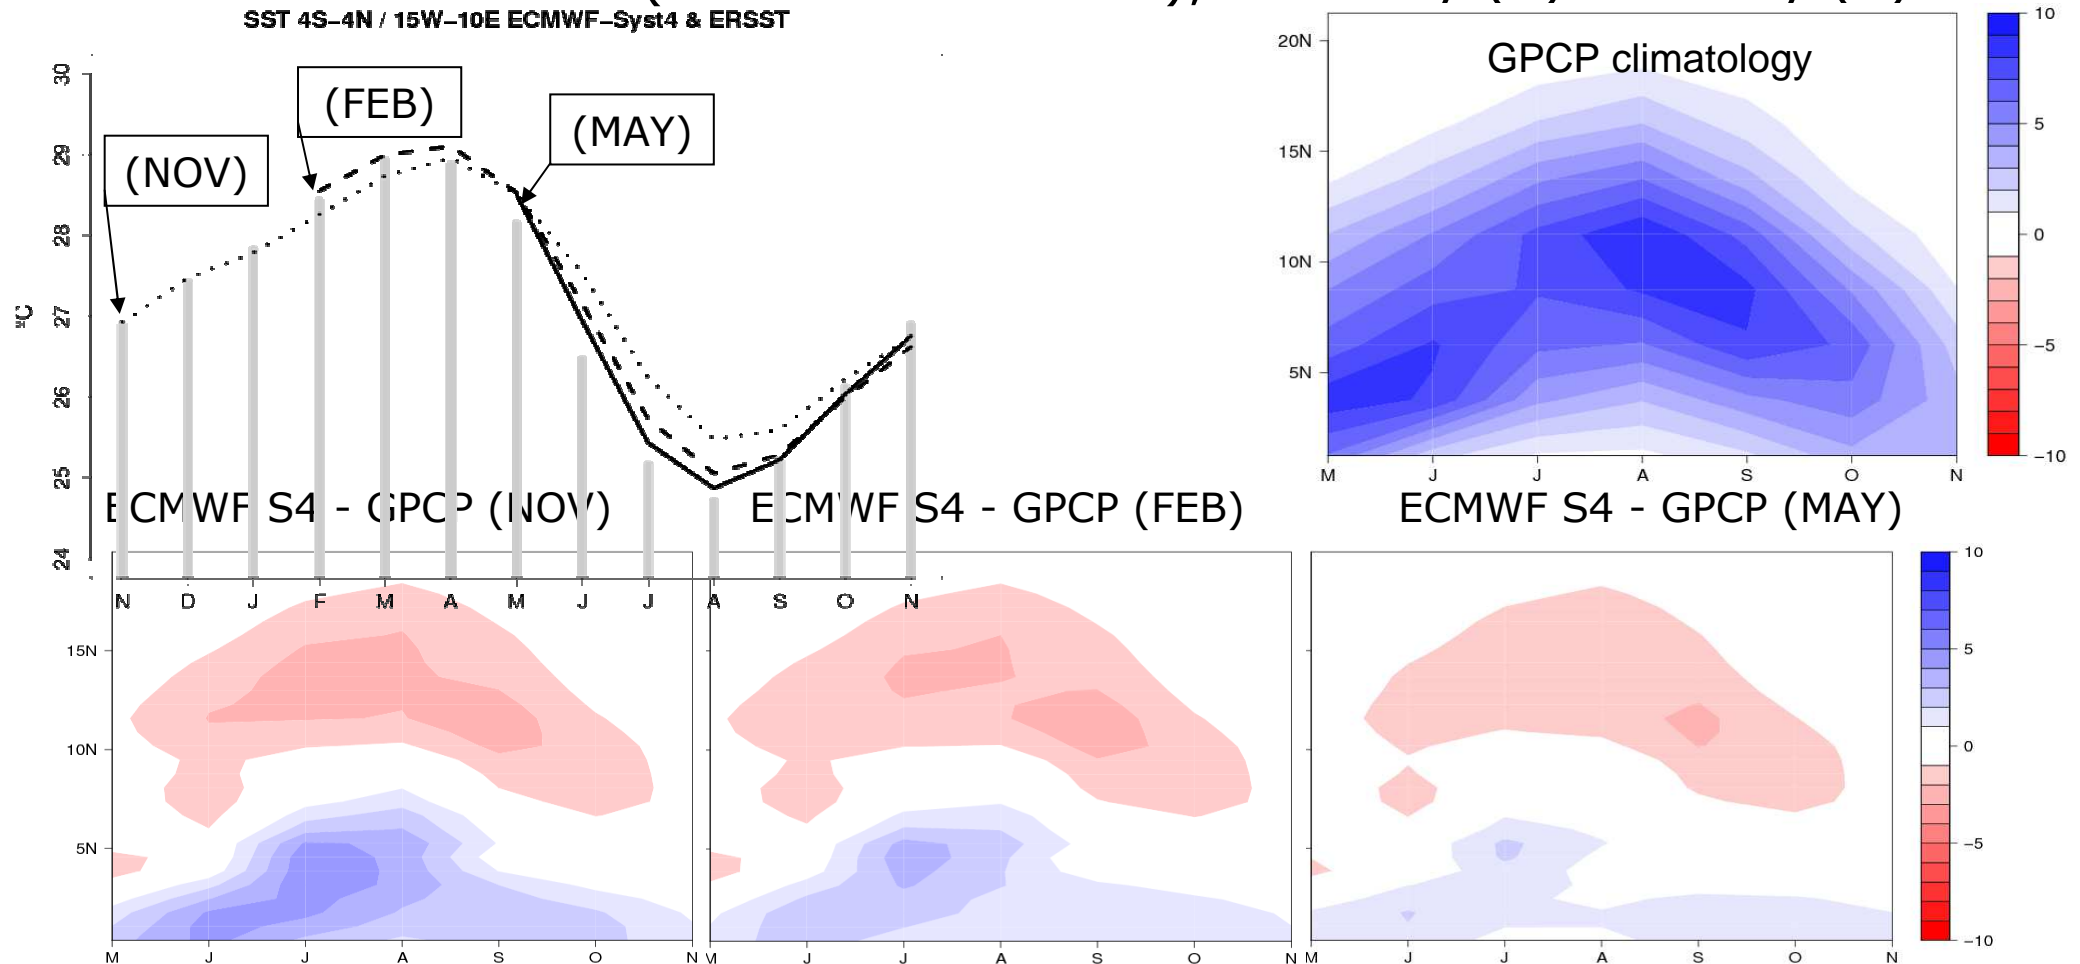 SST 4S–4N / 15W–10E ECMWF–Syst4 & ERSST
(NOV)
(FEB)
(MAY)
ºC
30
29
28
27
26
25
24
N D J F M A M J J A S O N
GPCP climatology
20N
15N
10N
5N
M J J A S O N
10
5
0
−5
−10
ECMWF S4 - GPCP (NOV)
15N
10N
5N
M J J A S O N
ECMWF S4 - GPCP (FEB)
M J J A S O N
ECMWF S4 - GPCP (MAY)
M J J A S O N
10
5
0
−5
−10